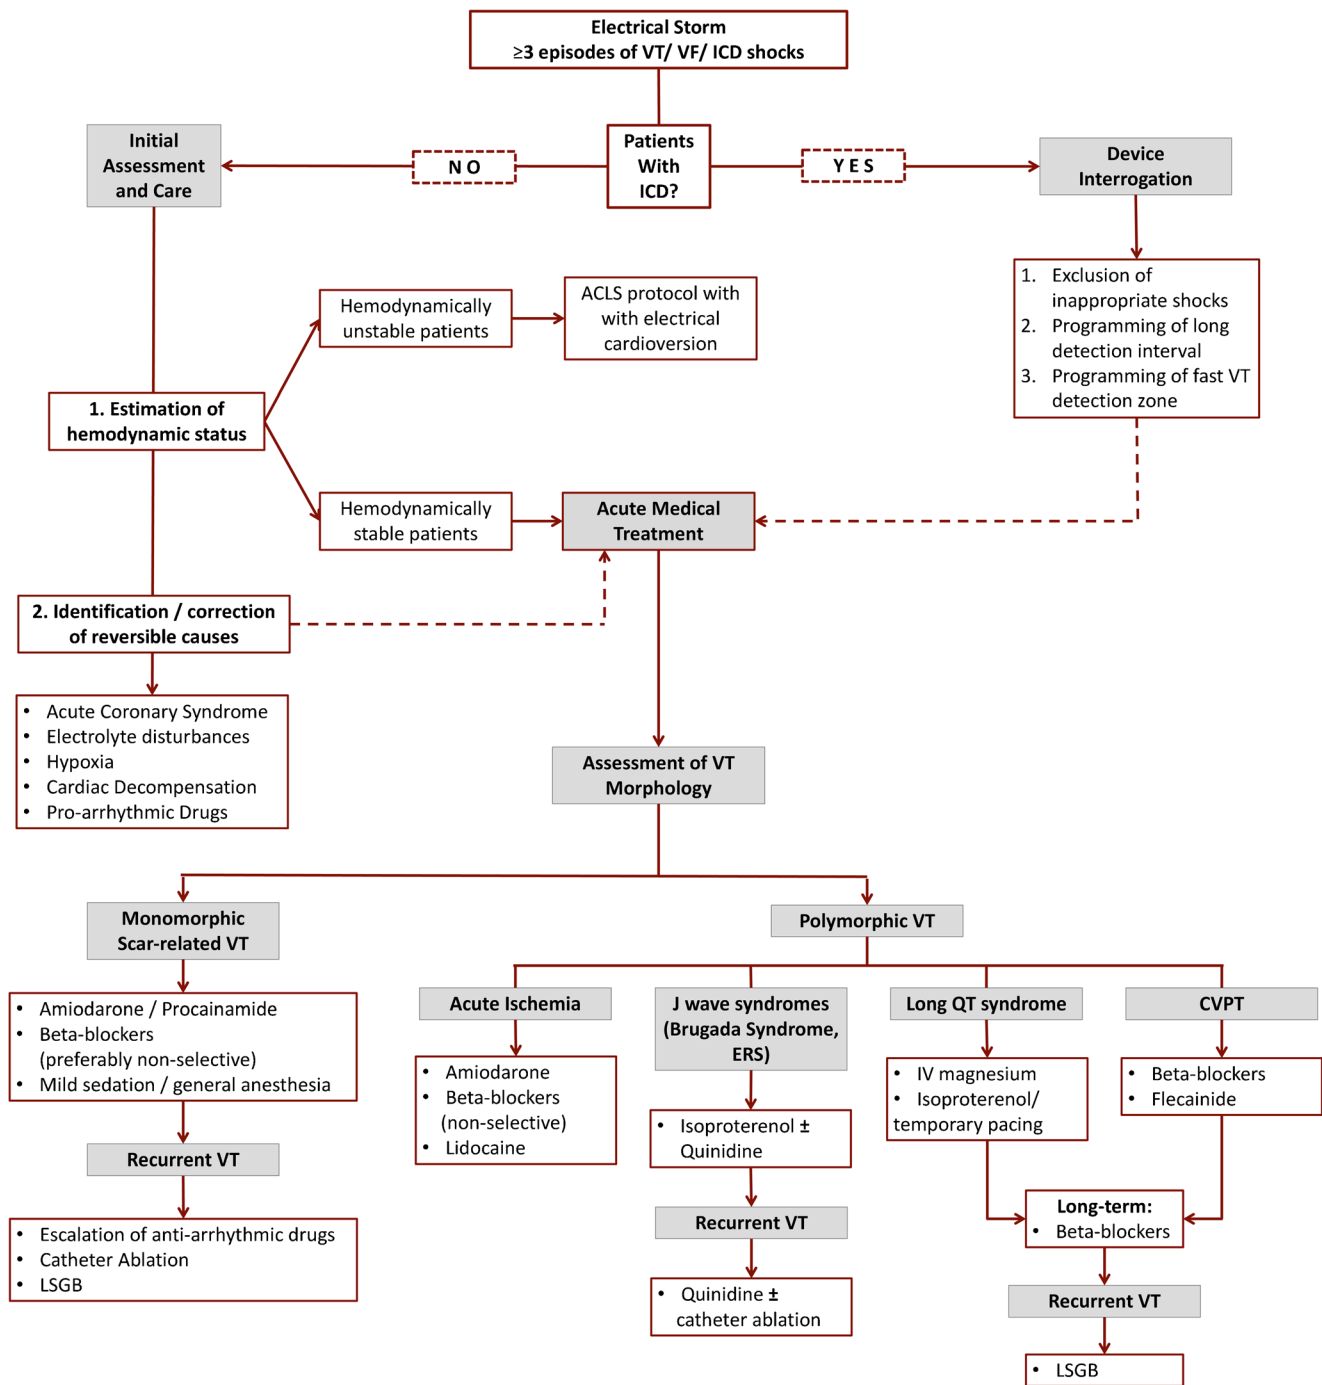 Electrical Storm
≥3 episodes of VT/ VF/ ICD shocks
Patients
With
ICD?
N O
Y E S
Initial
Assessment
and Care
Device
Interrogation
1. Exclusion of
inappropriate shocks
2. Programming of long
detection interval
3. Programming of fast VT
detection zone
Hemodynamically
unstable patients
ACLS protocol with
with electrical
cardioversion
1. Estimation of
hemodynamic status
Hemodynamically
stable patients
Acute Medical
Treatment
2. Identification / correction
of reversible causes
• Acute Coronary Syndrome
• Electrolyte disturbances
• Hypoxia
• Cardiac Decompensation
• Pro-arrhythmic Drugs
Assessment of VT
Morphology
Monomorphic
Scar-related VT
• Amiodarone / Procainamide
• Beta-blockers
(preferably non-selective)
• Mild sedation / general anesthesia
Recurrent VT
• Escalation of anti-arrhythmic drugs
• Catheter Ablation
• LSGB
Polymorphic VT
Acute Ischemia
• Amiodarone
• Beta-blockers
(non-selective)
• Lidocaine
J wave syndromes
(Brugada Syndrome,
ERS)
• Isoproterenol ±
Quinidine
Recurrent VT
• Quinidine ±
catheter ablation
Long QT syndrome
• IV magnesium
• Isoproterenol/
temporary pacing
CVPT
• Beta-blockers
• Flecainide
Long-term:
• Beta-blockers
Recurrent VT
• LSGB